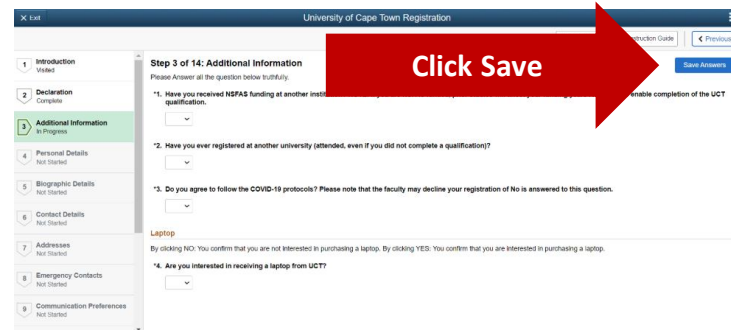 Exit
University of Cape Town Registration
Click Save
struction Guide
Previous
Save Answers
1 Introduction
Visited
2 Declaration
Complete
3 Additional Information
In Progress
4 Personal Details
Not Started
5 Biographic Details
Not Started
6 Contact Details
Not Started
7 Addresses
Not Started
8 Emergency Contacts
Not Started
9 Communication Preferences
Not Started
Step 3 of 14: Additional Information
Please Answer all the question below truthfully.
*1. Have you received NSFAS funding at another instit
enable completion of the UCT
qualification.
*2. Have you ever registered at another university (attended, even if you did not complete a qualification)?
*3. Do you agree to follow the COVID-19 protocols? Please note that the faculty may decline your registration of No is answered to this question.
Laptop
By clicking NO: You confirm that you are not interested in purchasing a laptop. By clicking YES: You confirm that you are interested in purchasing a laptop.
*4. Are you interested in receiving a laptop from UCT?